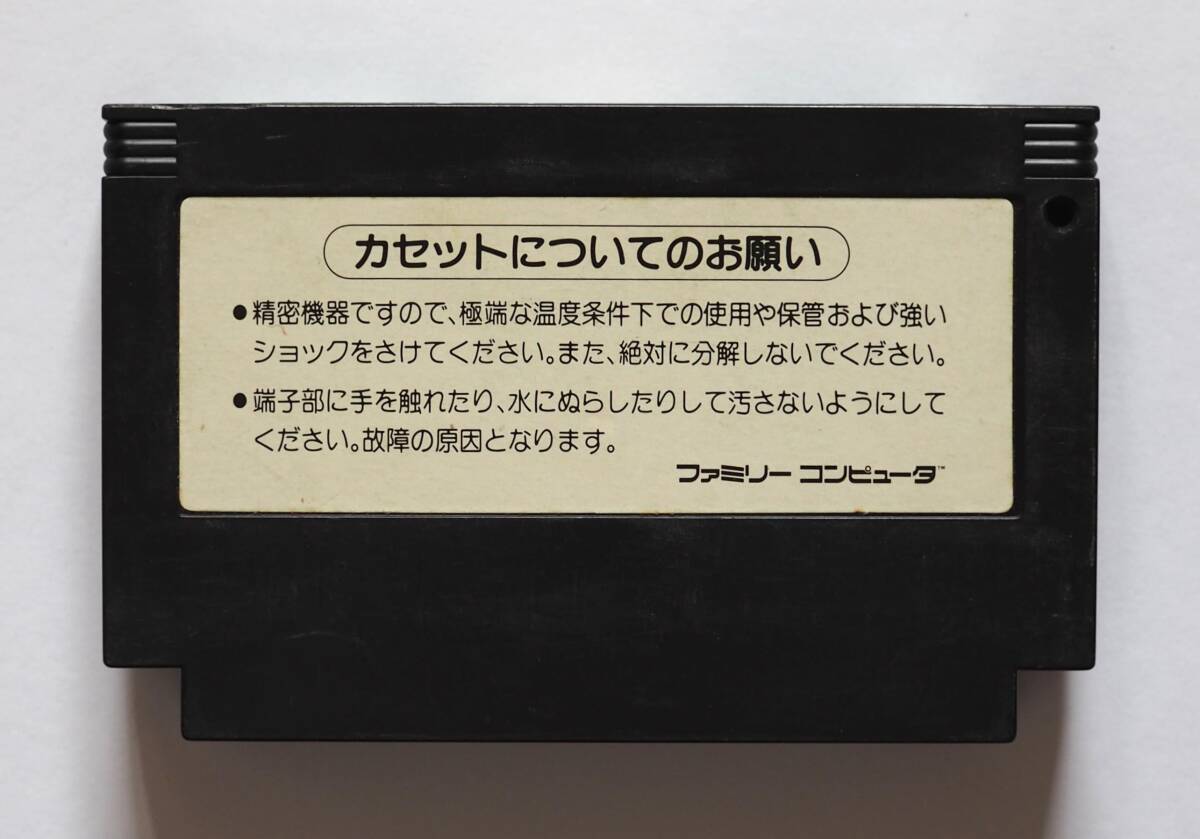 カセットについてのお願い
●精密機器ですので、極端な温度条件下での使用や保管および強い
ショックをさけてください。また、絶対に分解しないでください。
●端子部に手を触れたり、水にぬらしたりして汚さないようにして
ください。故障の原因となります。
ファミリー コンピュータ™